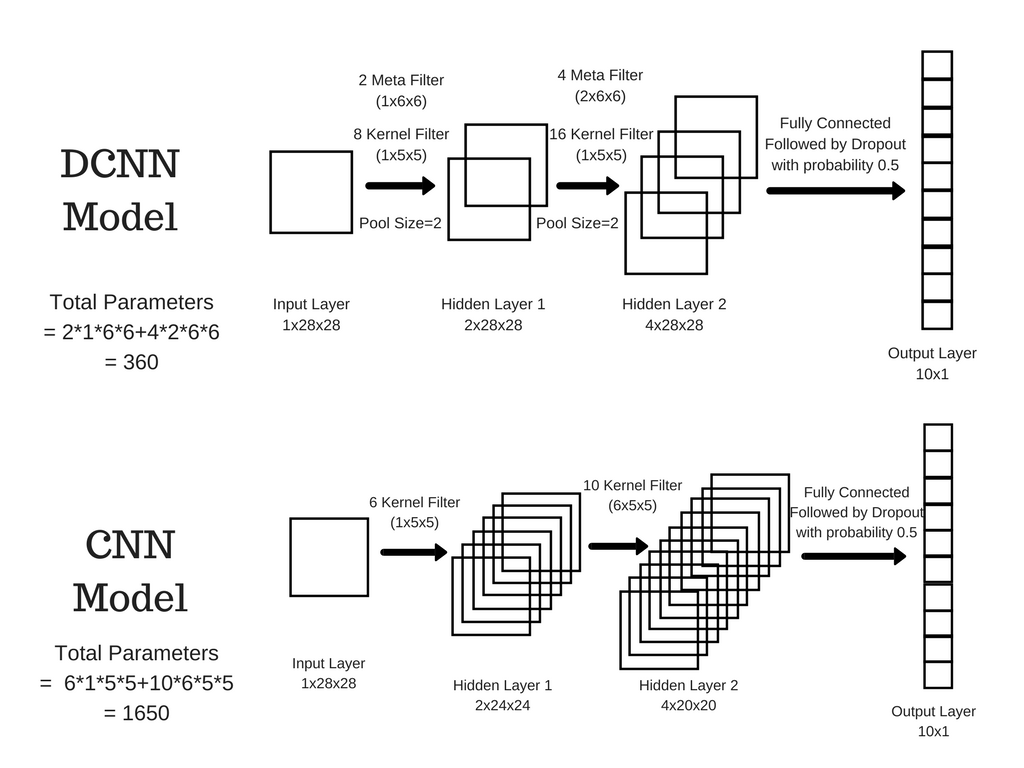 DCNN
Model
Total Parameters
= 2*1*6*6+4*2*6*6
= 360
2 Meta Filter
(1x6x6)
8 Kernel Filter
(1x5x5)
Pool Size=2
4 Meta Filter
(2x6x6)
16 Kernel Filter
(1x5x5)
Pool Size=2
Fully Connected
Followed by Dropout
with probability 0.5
Input Layer
1x28x28
Hidden Layer 1
2x28x28
Hidden Layer 2
4x28x28
Output Layer
10x1
CNN
Model
Total Parameters
= 6*1*5*5+10*6*5*5
= 1650
6 Kernel Filter
(1x5x5)
10 Kernel Filter
(6x5x5)
Fully Connected
Followed by Dropout
with probability 0.5
Input Layer
1x28x28
Hidden Layer 1
2x24x24
Hidden Layer 2
4x20x20
Output Layer
10x1